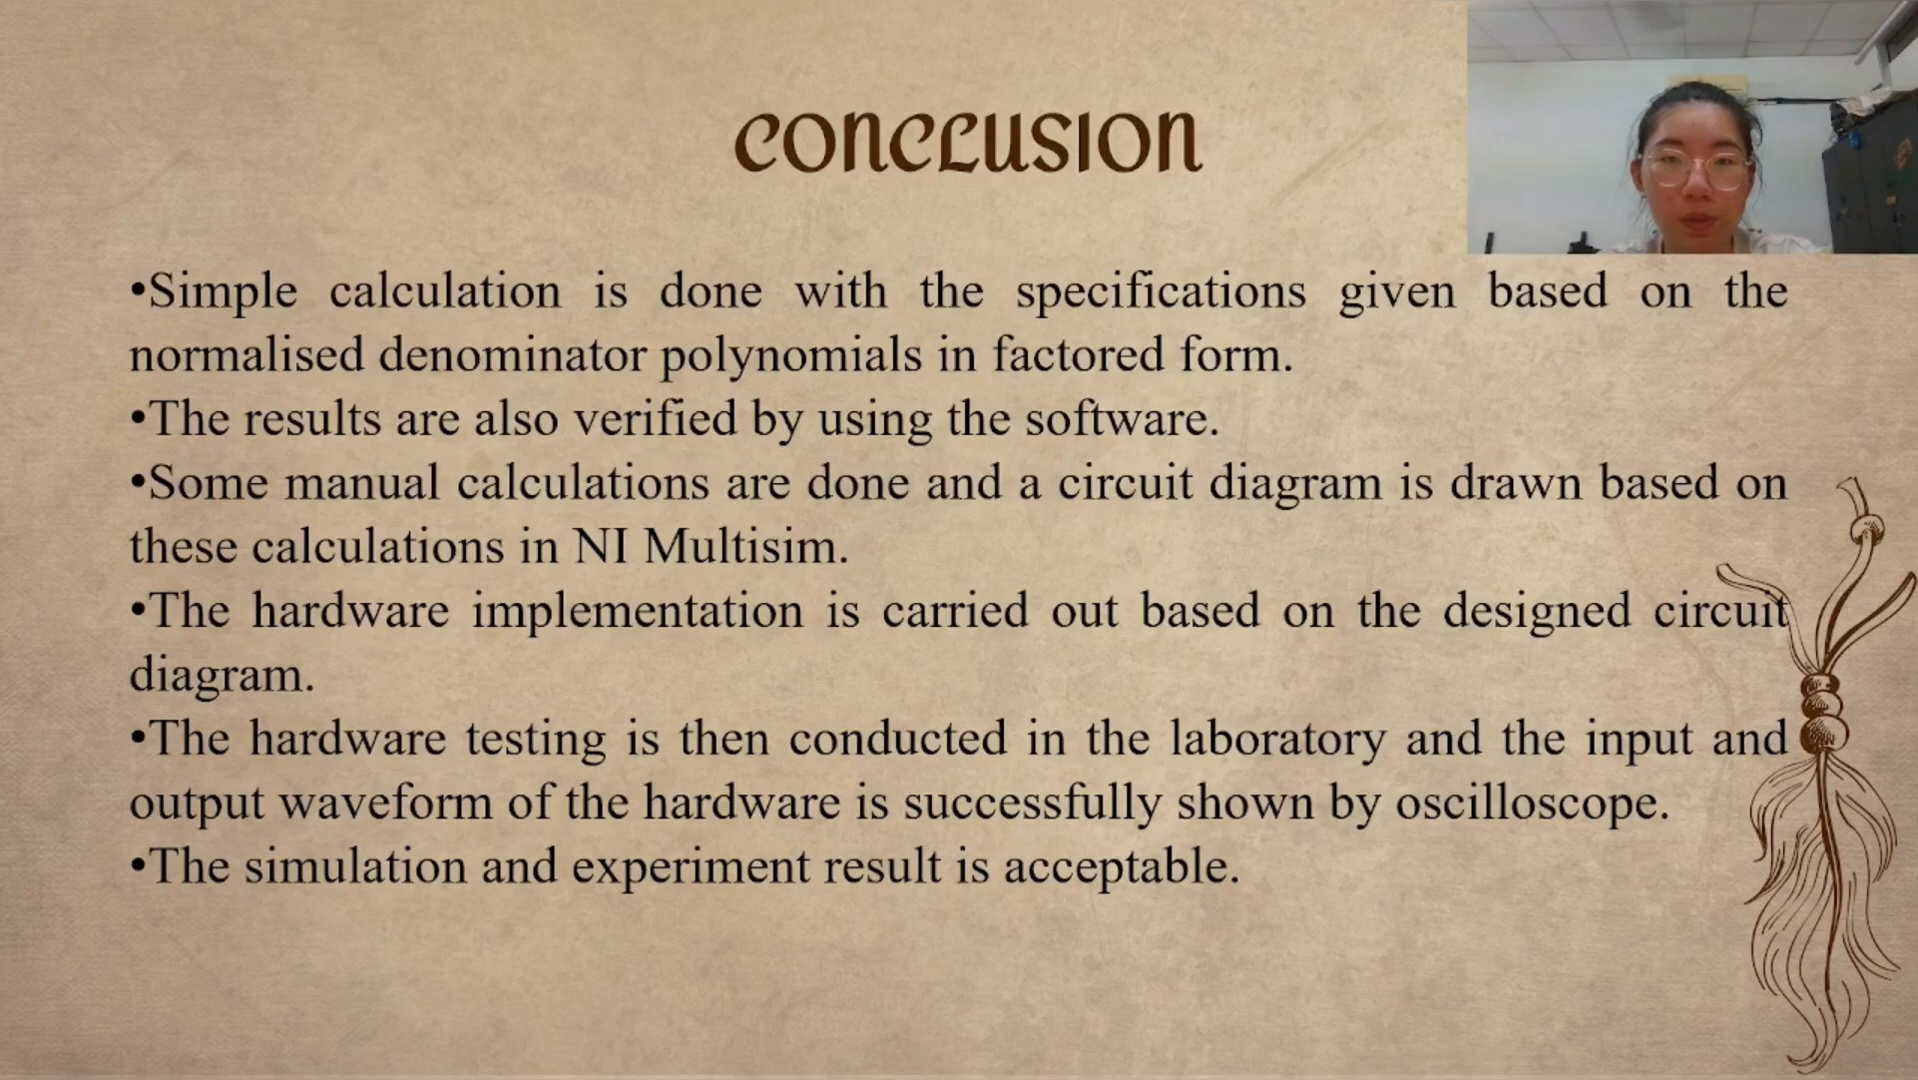 CONCLUSION
•Simple calculation is done with the specifications given based on the
normalised denominator polynomials in factored form.
•The results are also verified by using the software.
•Some manual calculations are done and a circuit diagram is drawn based on
these calculations in NI Multisim.
•The hardware implementation is carried out based on the designed circuit
diagram.
•The hardware testing is then conducted in the laboratory and the input and
output waveform of the hardware is successfully shown by oscilloscope.
•The simulation and experiment result is acceptable.